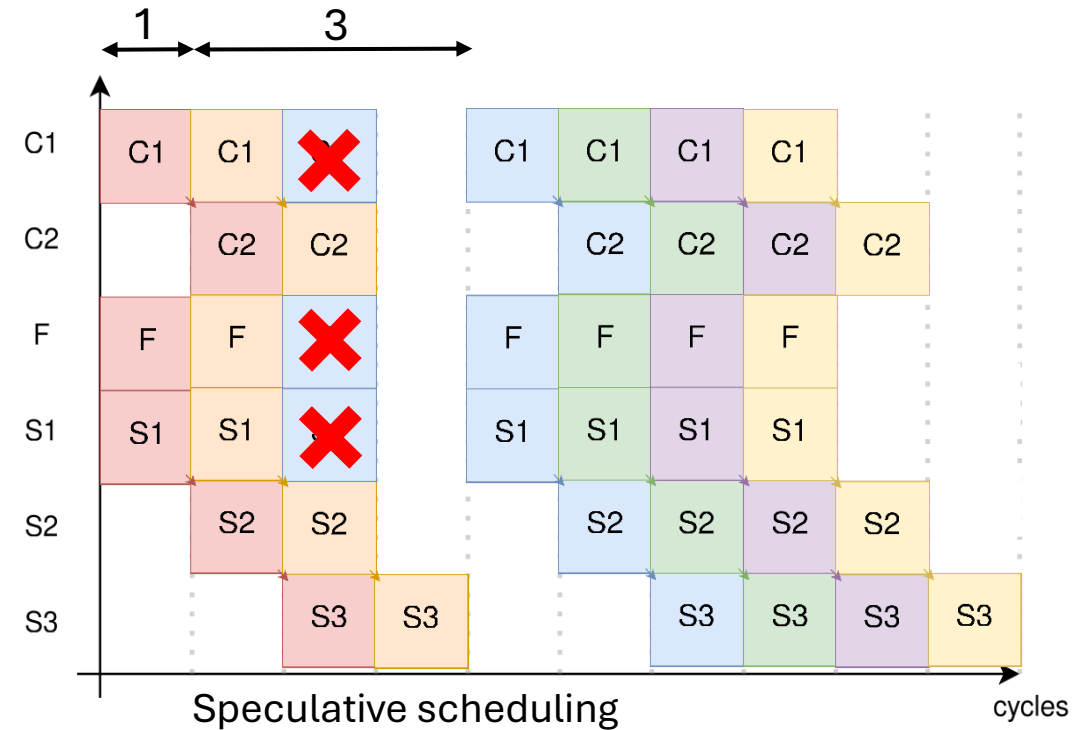 1 3
C1 C1 C1 C1 C1 C1 C1
C2 C2 C2 C2 C2 C2 C2
F F F F F F F
S1 S1 S1 S1 S1 S1 S1
S2 S2 S2 S2 S2 S2 S2
S3 S3 S3 S3 S3 S3 S3
Speculative scheduling
cycles